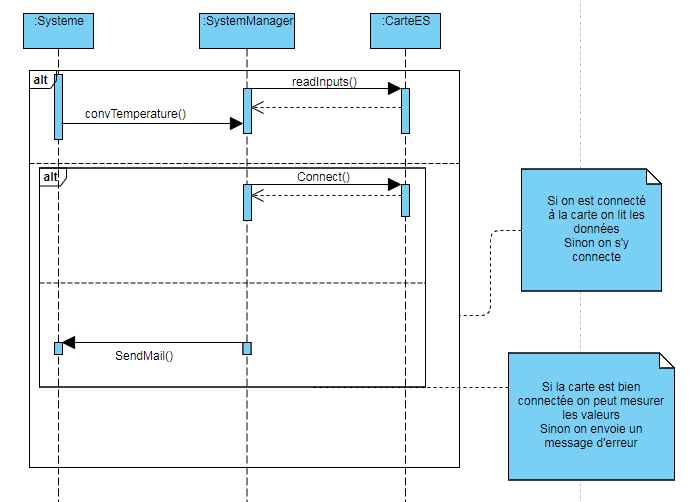 :Systeme
:SystemManager
:CarteES
alt
readInputs()
convTemperature()
alt
Connect()
SendMail()
Si on est connecté
à la carte on lit les
données
Sinon on s'y
connecte
Si la carte est bien
connectée on peut mesurer
les valeurs
Sinon on envoie un
message d'erreur